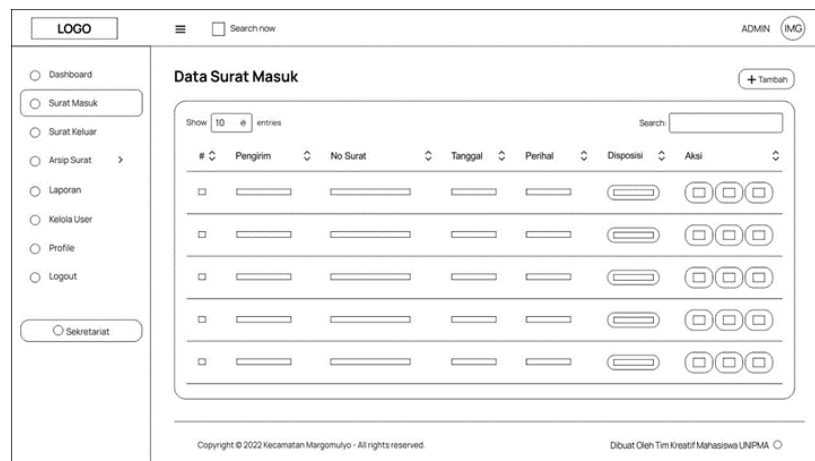 LOGO
Search now
ADMIN IMG
Dashboard
Surat Masuk
Surat Keluar
Arsip Surat
Laporan
Kelola User
Profile
Logout
Sekretariat
Data Surat Masuk
+ Tambah
Show 10 entries
Search:
# Pengirim No Surat Tanggal Perihal Disposisi Aksi
Copyright © 2022 Kecamatan Margomulyo - All rights reserved.
Dibuat Oleh Tim Kreatif Mahasiswa UNIPMA